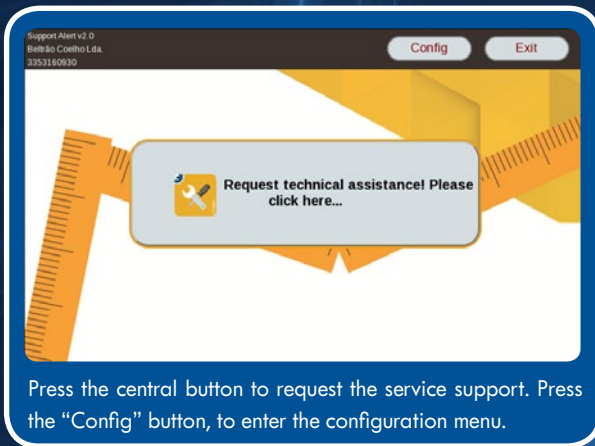 Support Alert v2.0
Beltrão Coelho Lda.
3353160930
Config
Exit
Request technical assistance! Please
click here...
Press the central button to request the service support. Press
the “Config” button, to enter the configuration menu.